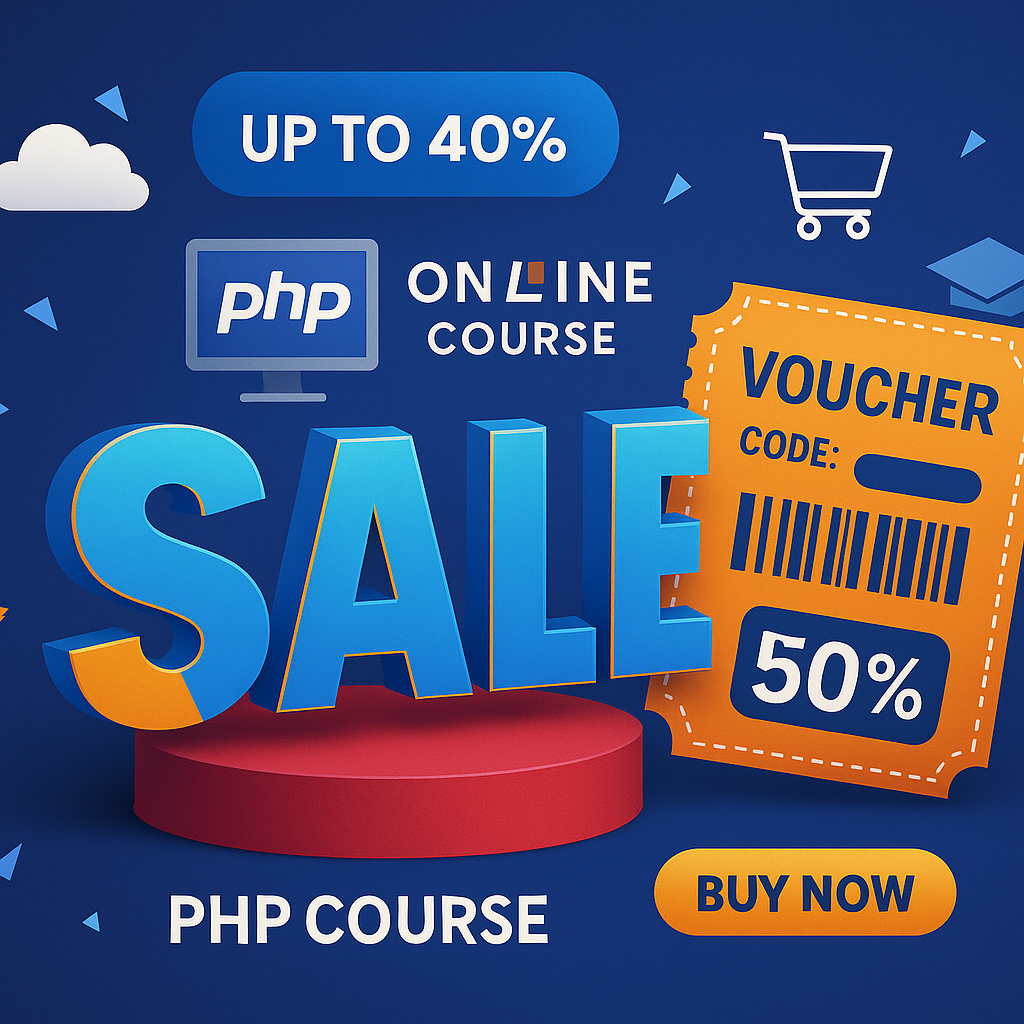 UP TO 40%
php
ONLINE
COURSE
SALE
VOUCHER
CODE:
50%
PHP COURSE
BUY NOW